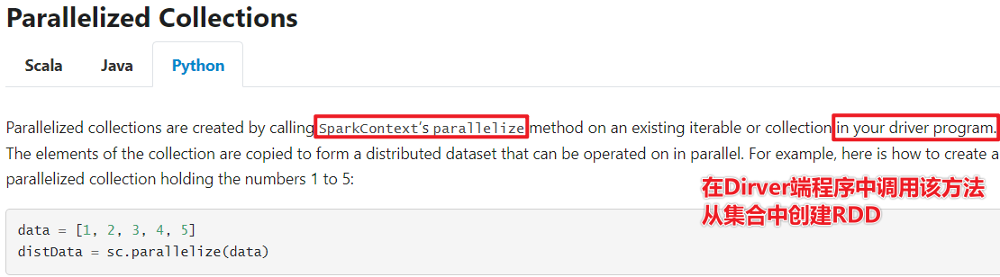 Parallelized Collections
Scala Java Python
Parallelized collections are created by calling SparkContext's parallelize method on an existing iterable or collection in your driver program.
The elements of the collection are copied to form a distributed dataset that can be operated on in parallel. For example, here is how to create a
parallelized collection holding the numbers 1 to 5:
在Dirver端程序中调用该方法
从集合中创建RDD
data = [1, 2, 3, 4, 5]
distData = sc.parallelize(data)